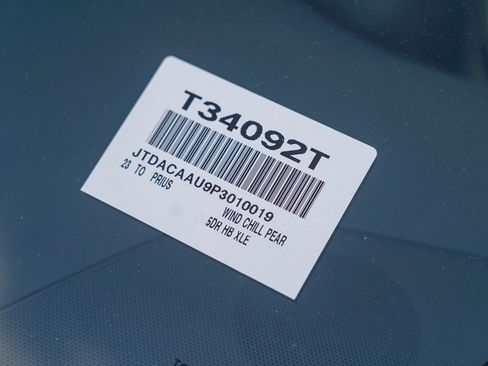 T34092T
JTDACAAU9P3010019
23 TO PRIUS
WIND CHILL PEAR
5DR HB XLE